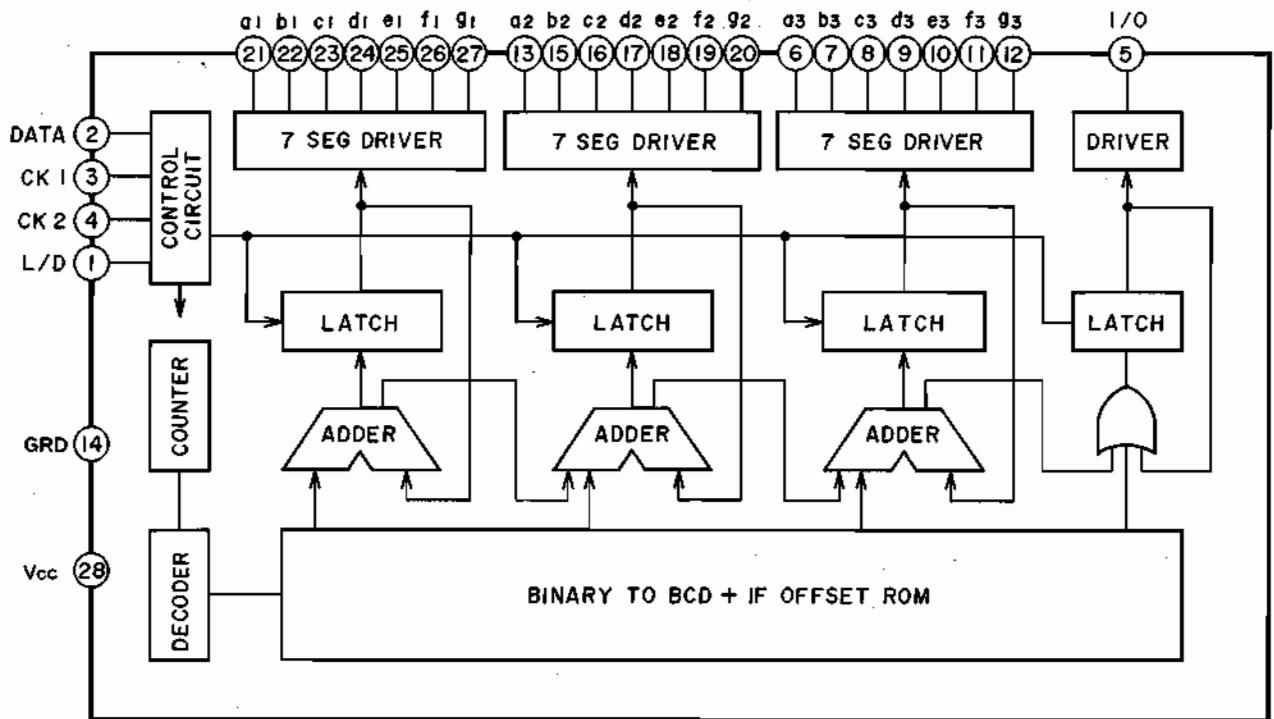 a1 b1 c1 d1 e1 f1 g1 a2 b2 c2 d2 e2 f2 g2 a3 b3 c3 d3 e3 f3 g3 I/O
21 22 23 24 25 26 27 13 15 16 17 18 19 20 6 7 8 9 10 11 12 5
DATA 2
CK 1 3
CK 2 4
L/D 1
CONTROL
CIRCUIT
7 SEG DRIVER 7 SEG DRIVER 7 SEG DRIVER DRIVER
LATCH LATCH LATCH LATCH
COUNTER
ADDER ADDER ADDER
GRD 14
Vcc 28
DECODER
BINARY TO BCD + IF OFFSET ROM